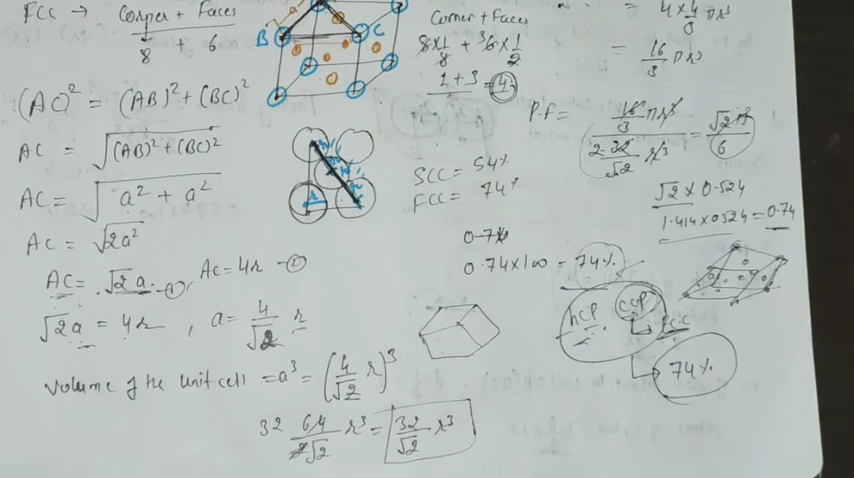 FCC → Corner + Faces
8 + 6
(AC)² = (AB)² + (BC)²
AC = √(AB)² + (BC)²
AC = √a² + a²
AC = √2a²
AC = √2a - ① , AC = 4r - ②
√2a = 4r , a = 4/√2 r
Volume of the unit cell = a³ = (4/√2 r)³
32 64/2√2 r³ = 32/√2 r³
a
B
C
Corner + Faces
8 × 1/8 + 6 × 1/2
3
1 + 3 = 4
SCC = 54%
FCC = 74%
0.7
0.74 × 100 = 74%
= 4 × 4/3 πr³
= 16/3 πr³
P.F =
√2 π/6
√2 × 0.524
1.414 × 0.524 = 0.74
hCP
CCP
FCC
74%